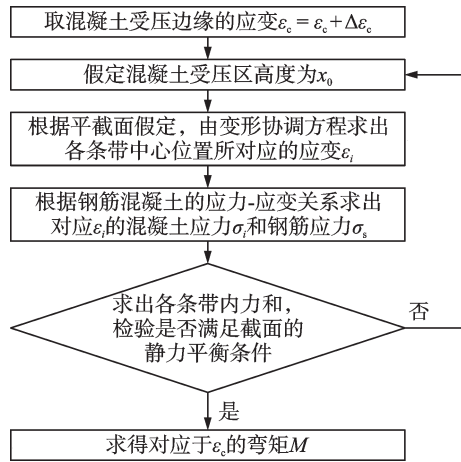 取混凝土受压边缘的应变εc = εc + Δεc
假定混凝土受压区高度为x0
根据平截面假定，由变形协调方程求出
各条带中心位置所对应的应变εi
根据钢筋混凝土的应力-应变关系求出
对应εi的混凝土应力σi和钢筋应力σs
求出各条带内力和，
检验是否满足截面的
静力平衡条件
否
是
求得对应于εc的弯矩M